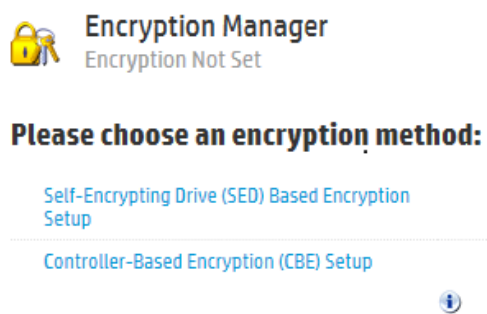 Encryption Manager
Encryption Not Set
Please choose an encryption method:
Self-Encrypting Drive (SED) Based Encryption
Setup
Controller-Based Encryption (CBE) Setup